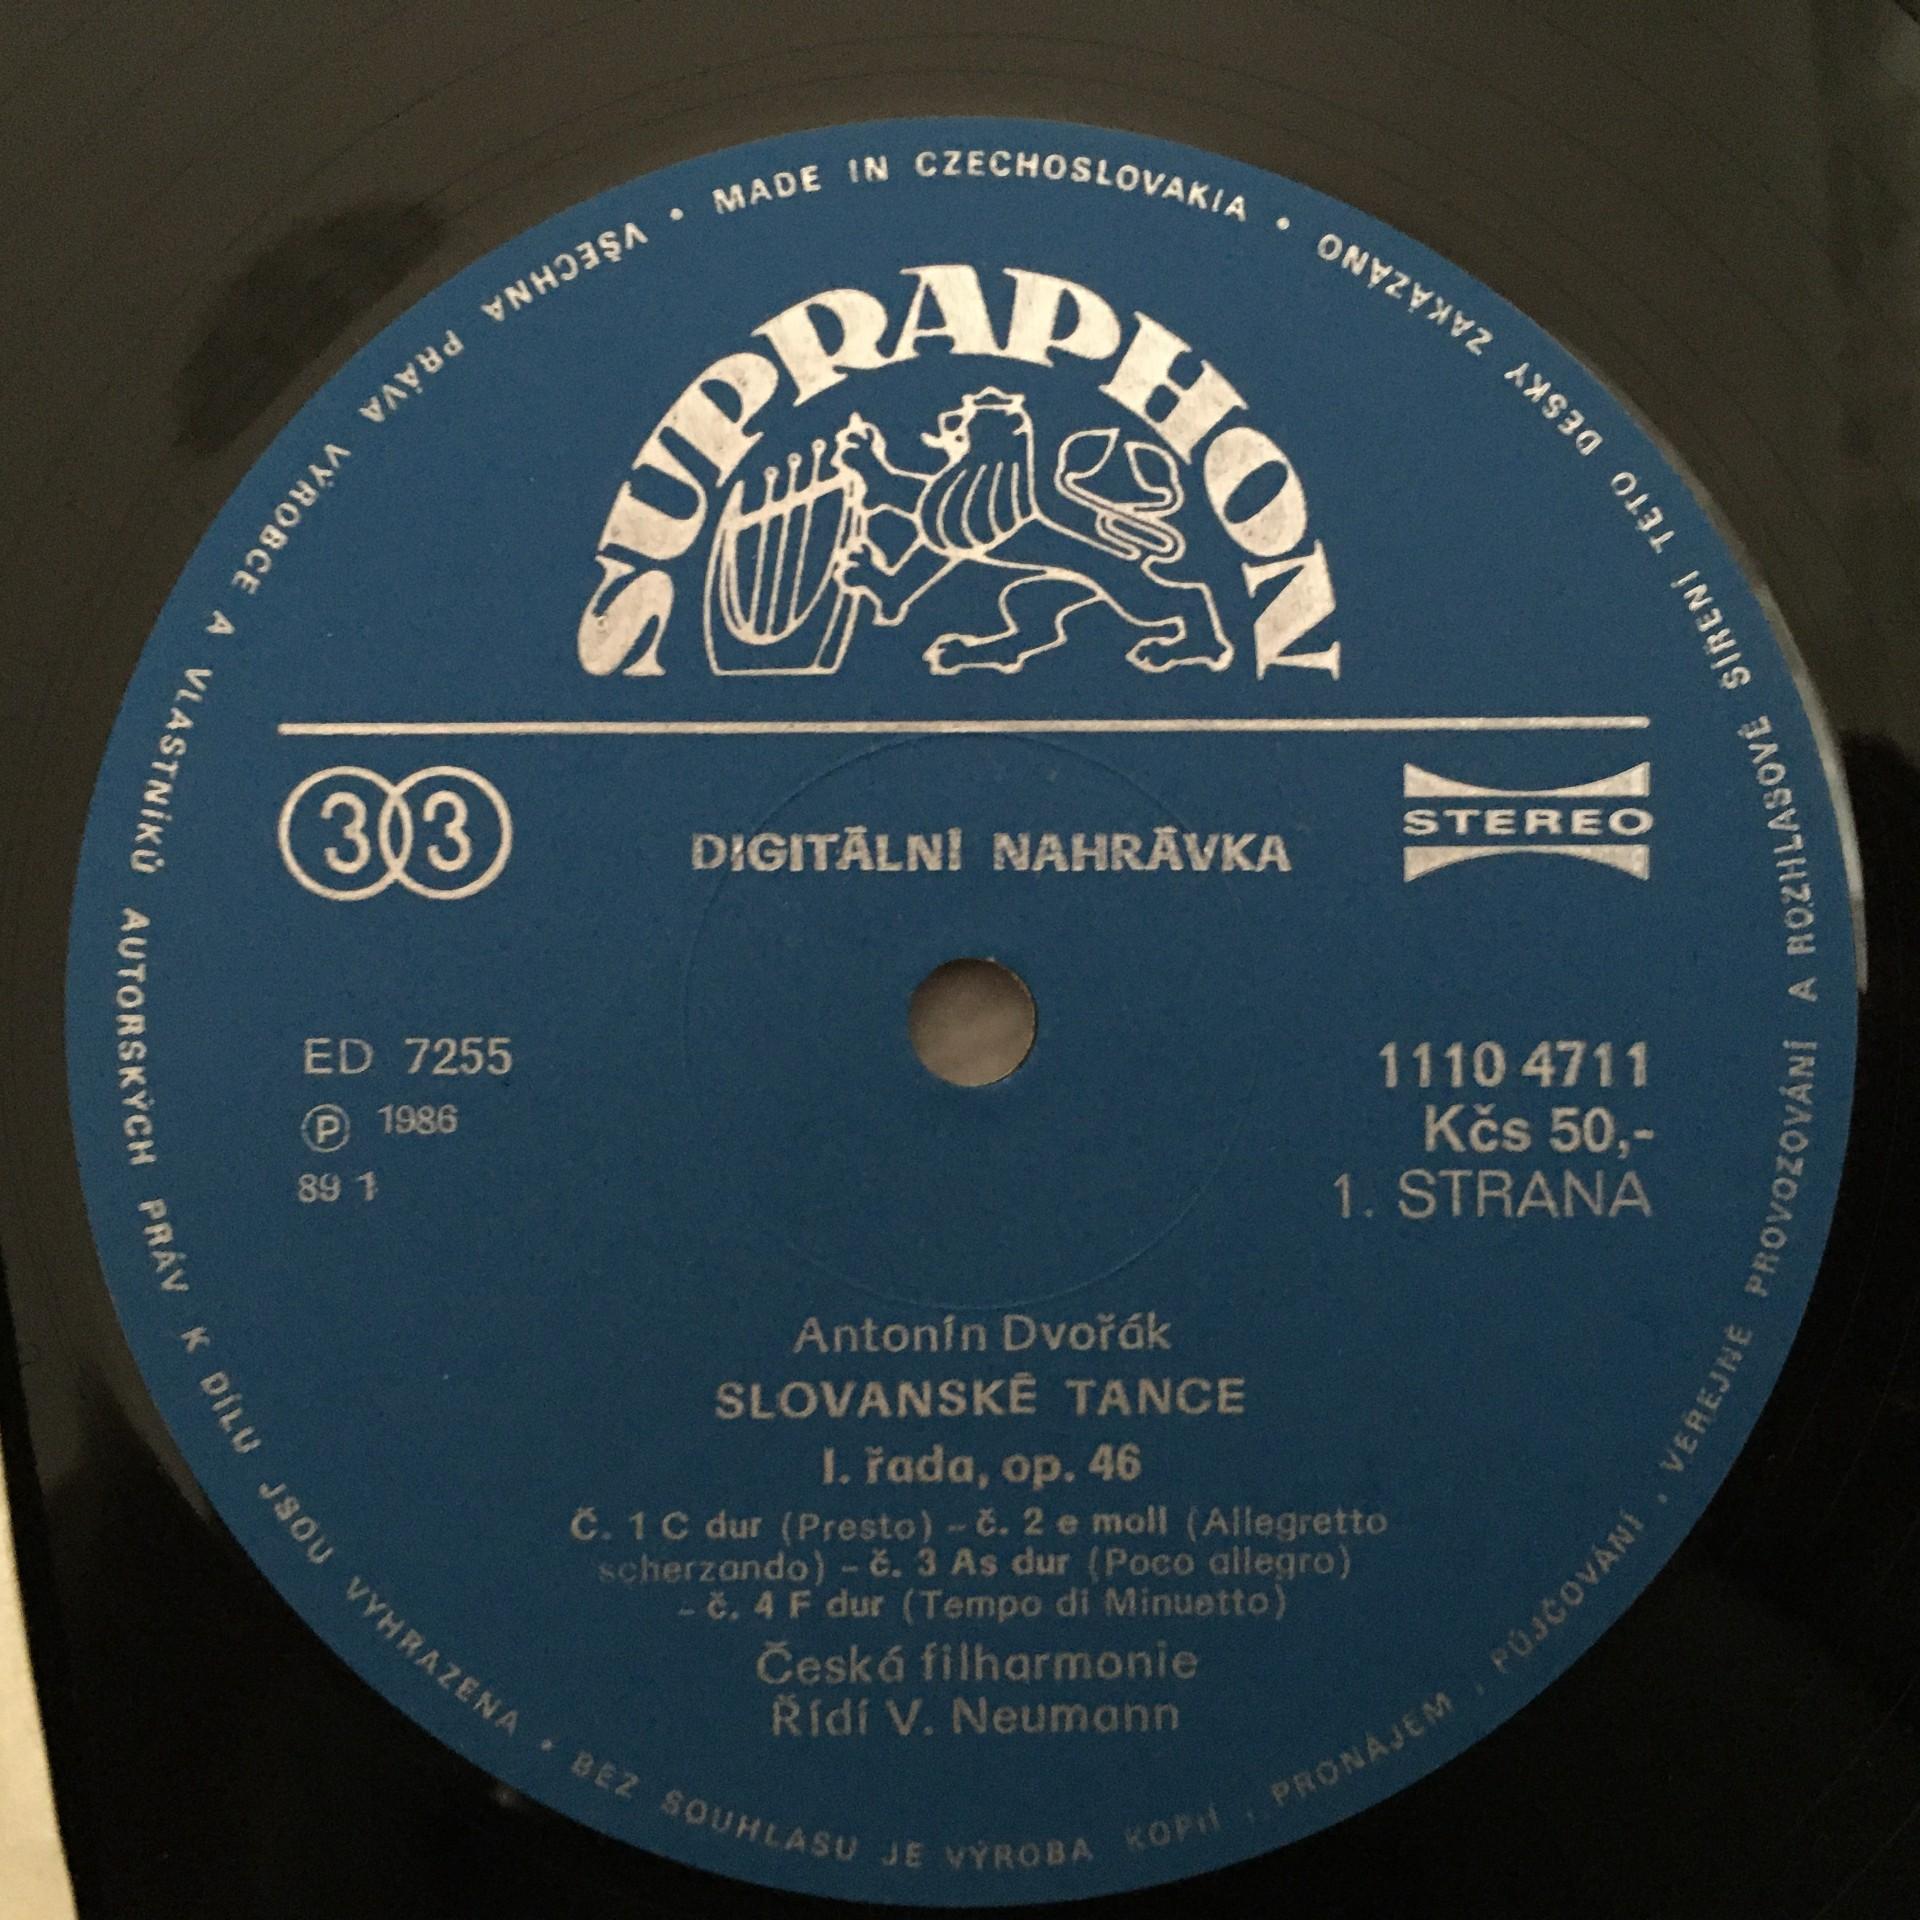 VŠECHNA PRÁVA VÝROBCE A VLASTNÍKŮ AUTORSKÝCH PRÁV K DÍLU JSOU VYHRAZENA • BEZ SOUHLASU JE VÝROBA KOPIÍ, PRONÁJEM, PŮJČOVÁNÍ, VEŘEJNÉ PROVOZOVÁNÍ A ROZHLASOVÉ ŠÍŘENÍ TÉTO DESKY ZAKÁZÁNO • MADE IN CZECHOSLOVAKIA •
SUPRAPHON
33
DIGITÁLNÍ NAHRÁVKA
STEREO
ED 7255
Ⓟ 1986
89 1
1110 4711
Kčs 50,-
1. STRANA
Antonín Dvořák
SLOVANSKÉ TANCE
I. řada, op. 46
Č. 1 C dur (Presto) – č. 2 e moll (Allegretto
scherzando) – č. 3 As dur (Poco allegro)
– č. 4 F dur (Tempo di Minuetto)
Česká filharmonie
Řídí V. Neumann